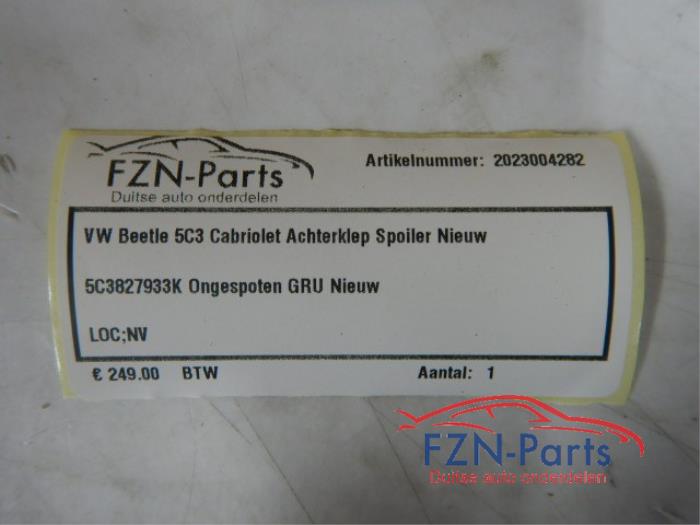 FZN-Parts
Duitse auto onderdelen
Artikelnummer: 2023004282
VW Beetle 5C3 Cabriolet Achterklep Spoiler Nieuw
5C3827933K Ongespoten GRU Nieuw
LOC;NV
€ 249.00 BTW Aantal: 1
FZN-Parts
Duitse auto onderdelen